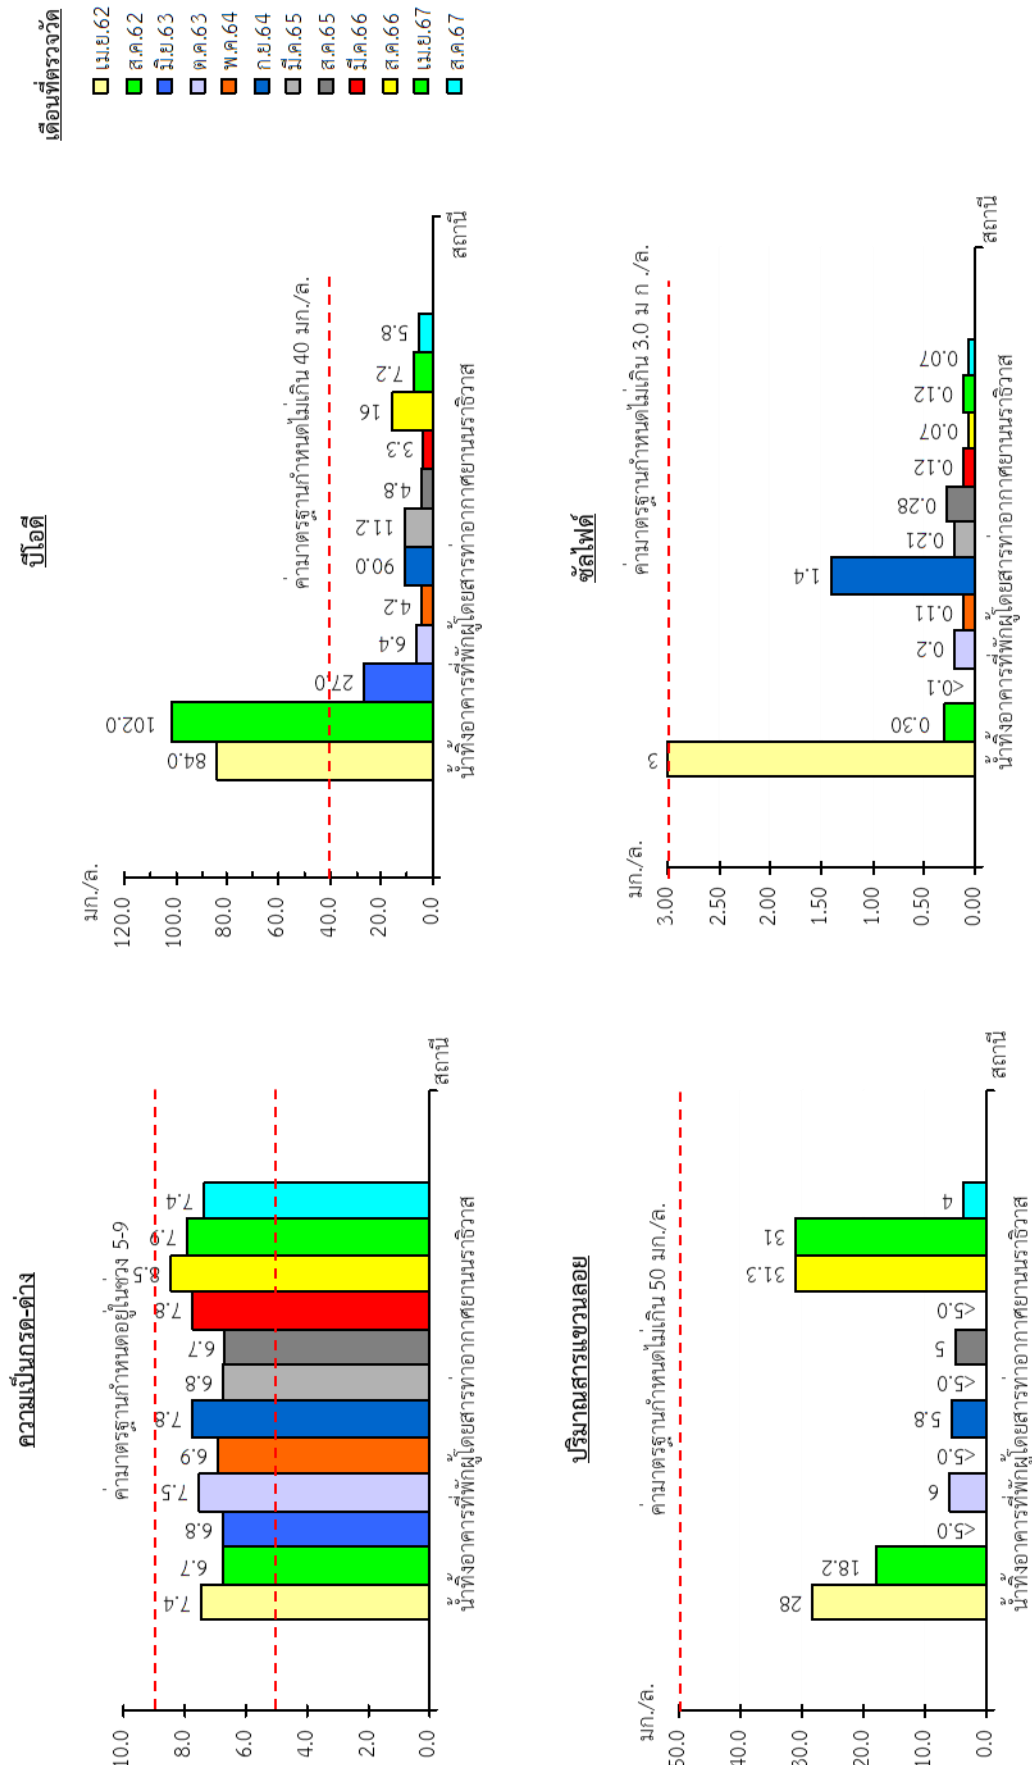 ความเป็นกรด-ด่าง
ค่ามาตรฐานกำหนดอยู่ในช่วง 5-9
10.0
8.0
6.0
4.0
2.0
0.0
7.4
6.7
6.8
7.5
6.9
7.8
6.8
6.7
7.8
8.5
7.9
7.4
สถานี
น้ำทิ้งอาคารที่พักผู้โดยสารท่าอากาศยานนราธิวาส
บีโอดี
มก./ล.
ค่ามาตรฐานกำหนดไม่เกิน 40 มก./ล.
120.0
100.0
80.0
60.0
40.0
20.0
0.0
84.0
102.0
27.0
6.4
4.2
90.0
11.2
4.8
3.3
16
7.2
5.8
สถานี
น้ำทิ้งอาคารที่พักผู้โดยสารท่าอากาศยานนราธิวาส
เดือนที่ตรวจวัด
เม.ย.62
ส.ค.62
มิ.ย.63
ต.ค.63
พ.ค.64
ก.ย.64
มี.ค.65
ส.ค.65
มี.ค.66
ส.ค.66
เม.ย.67
ส.ค.67
ปริมาณสารแขวนลอย
มก./ล.
ค่ามาตรฐานกำหนดไม่เกิน 50 มก./ล.
50.0
40.0
30.0
20.0
10.0
0.0
28
18.2
<5.0
6
<5.0
5.8
<5.0
5
<5.0
31.3
31
4
สถานี
น้ำทิ้งอาคารที่พักผู้โดยสารท่าอากาศยานนราธิวาส
ซัลไฟด์
มก./ล.
ค่ามาตรฐานกำหนดไม่เกิน 3.0 ม ก ./ล.
3.00
2.50
2.00
1.50
1.00
0.50
0.00
3
0.30
<0.1
0.2
0.11
1.4
0.21
0.28
0.12
0.07
0.12
0.07
สถานี
น้ำทิ้งอาคารที่พักผู้โดยสารท่าอากาศยานนราธิวาส